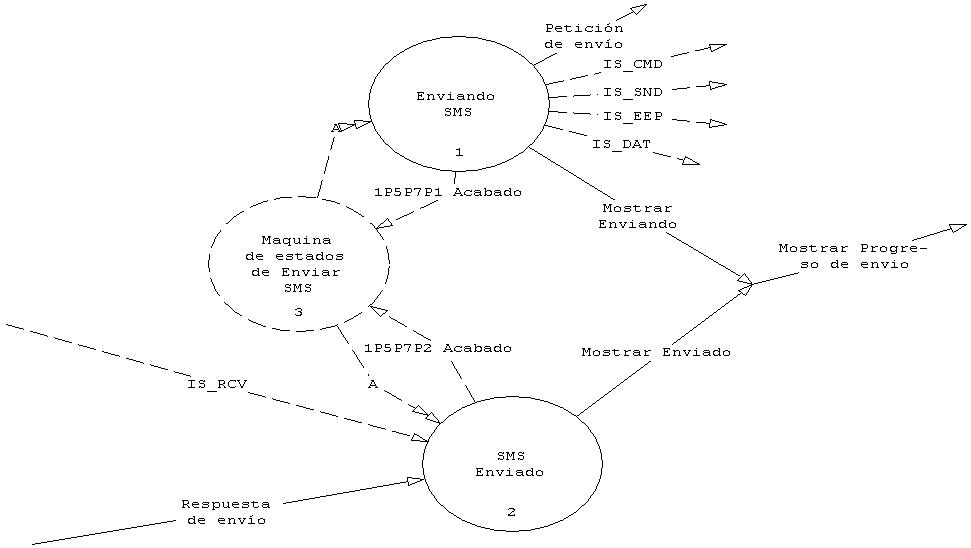 Petición
de envío
IS_CMD
IS_SND
IS_EEP
IS_DAT
Enviando
SMS
1
A
1P5P7P1 Acabado
Mostrar
Enviando
Mostrar Progre-
so de envio
Maquina
de estados
de Enviar
SMS
3
1P5P7P2 Acabado
Mostrar Enviado
IS_RCV
A
SMS
Enviado
2
Respuesta
de envío